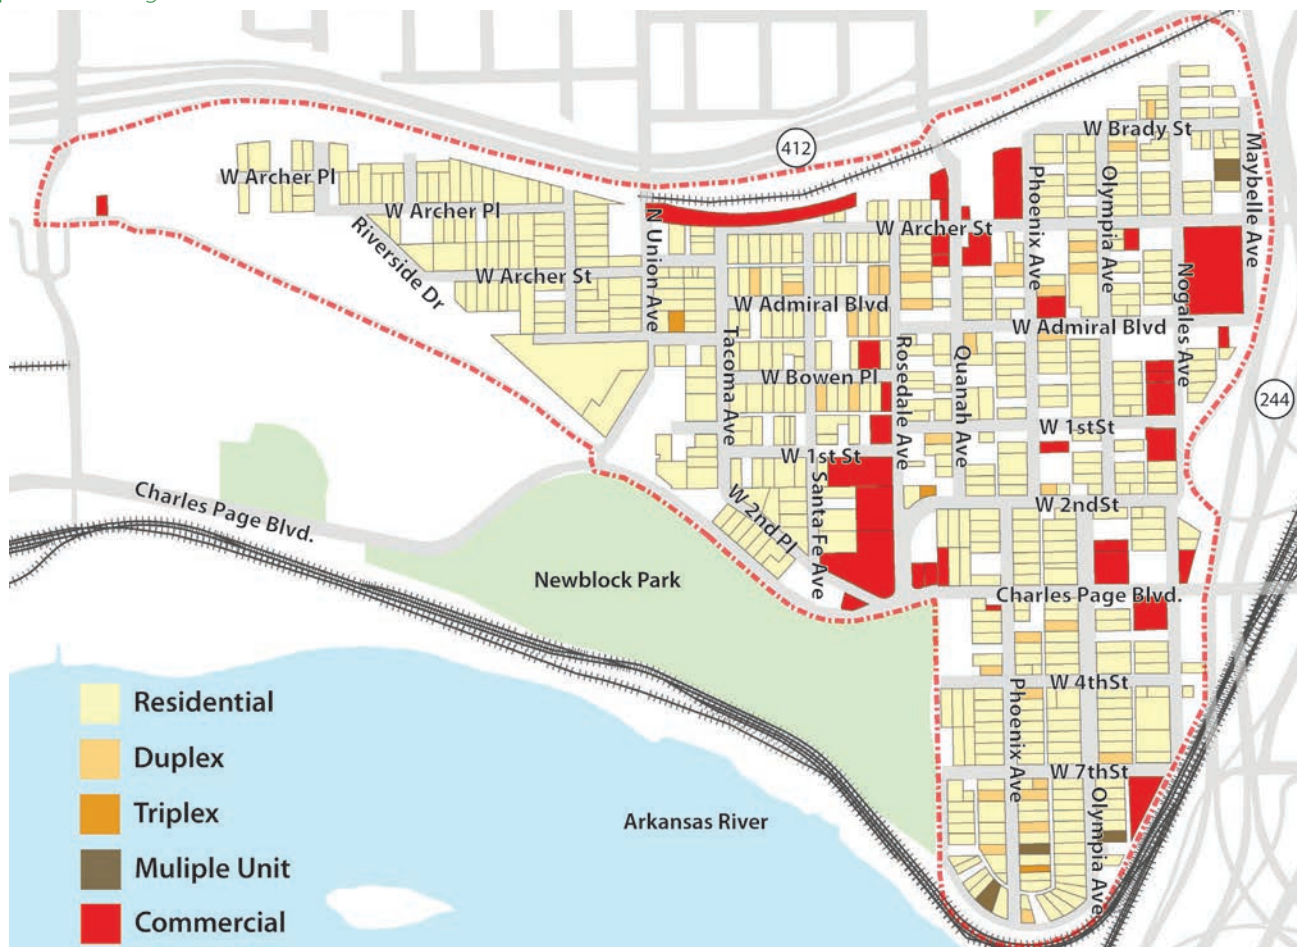 W Brady St
412
Maybelle Ave
W Archer Pl
Phoenix Ave
Olympia Ave
W Archer Pl
N Union Ave
W Archer St
Riverside Dr
W Archer St
Nogales Ave
W Admiral Blvd
W Admiral Blvd
Tacoma Ave
Rosedale Ave
Quanah Ave
W Bowen Pl
244
W 1stSt
W 1st St
Santa Fe Ave
Charles Page Blvd.
W 2nd Pl
W 2ndSt
Newblock Park
Charles Page Blvd.
W 4thSt
Phoenix Ave
Residential
Duplex
W 7thSt
Olympia Ave
Triplex
Arkansas River
Muliple Unit
Commercial